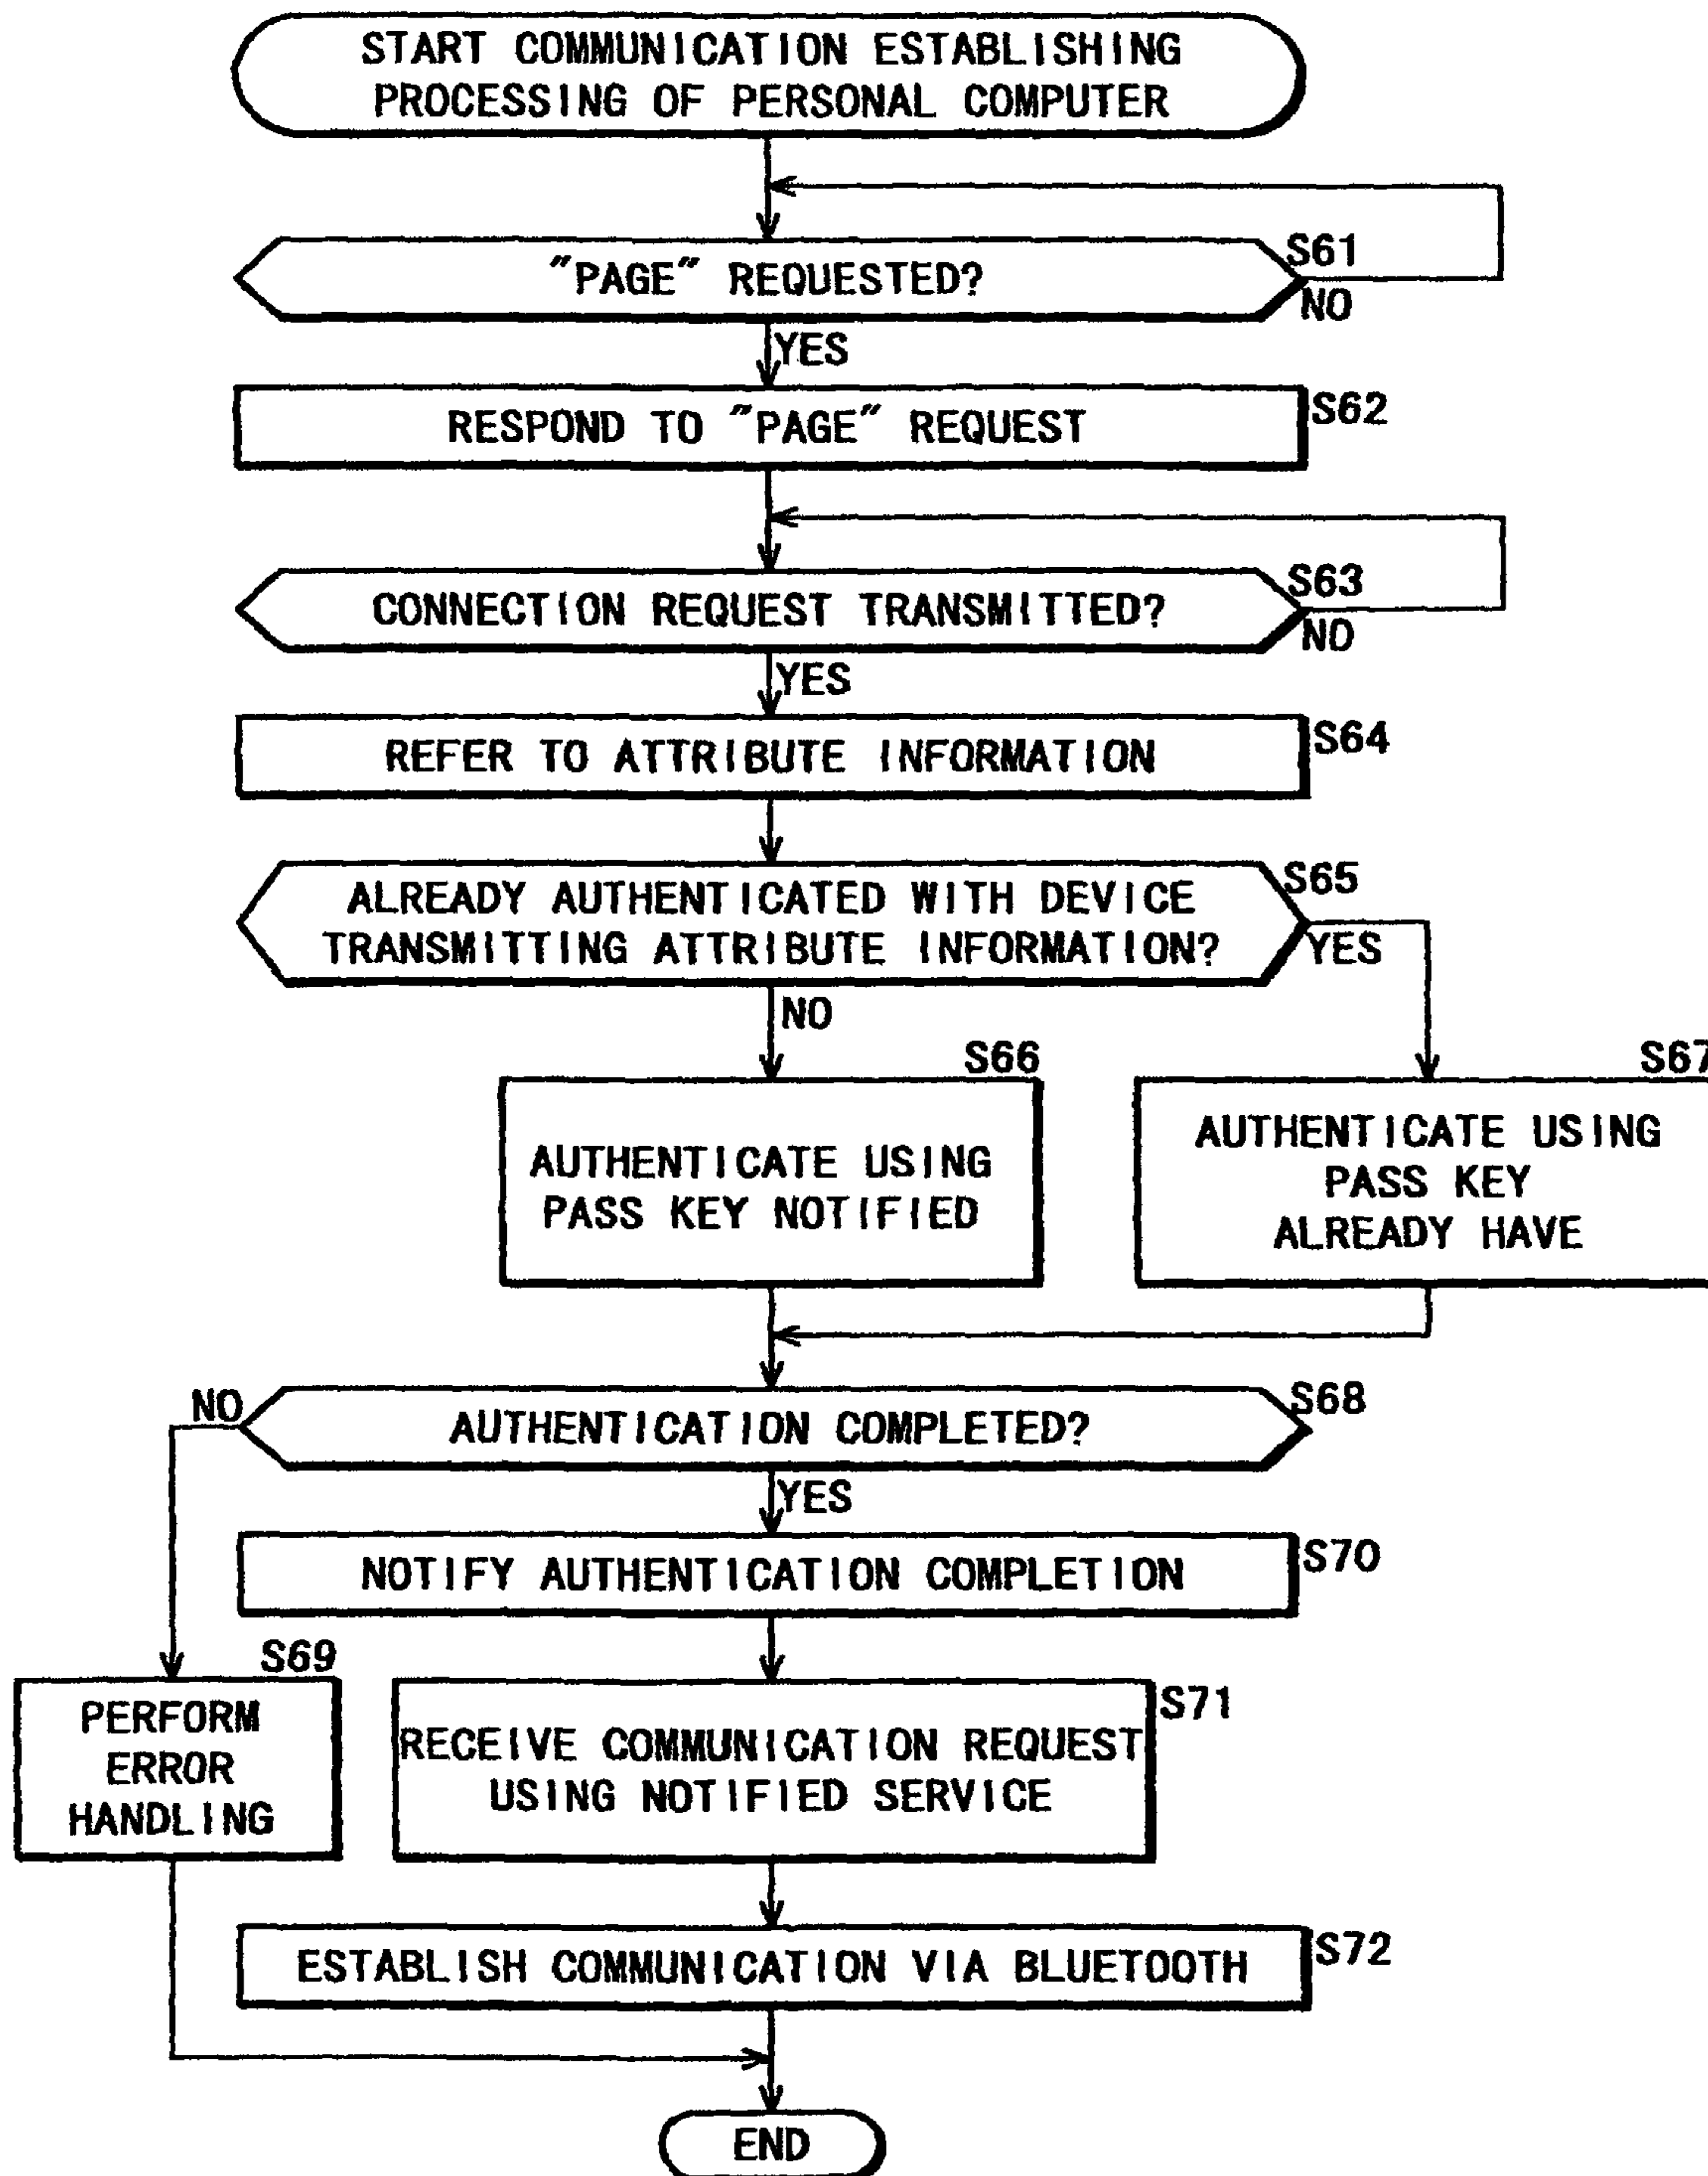 START COMMUNICATION ESTABLISHING
PROCESSING OF PERSONAL COMPUTER
"PAGE" REQUESTED?
S61
NO
YES
RESPOND TO "PAGE" REQUEST
S62
CONNECTION REQUEST TRANSMITTED?
S63
NO
YES
REFER TO ATTRIBUTE INFORMATION
S64
ALREADY AUTHENTICATED WITH DEVICE
TRANSMITTING ATTRIBUTE INFORMATION?
S65
YES
NO
S66
AUTHENTICATE USING
PASS KEY NOTIFIED
S67
AUTHENTICATE USING
PASS KEY
ALREADY HAVE
NO
AUTHENTICATION COMPLETED?
S68
YES
NOTIFY AUTHENTICATION COMPLETION
S70
S69
PERFORM
ERROR
HANDLING
RECEIVE COMMUNICATION REQUEST
USING NOTIFIED SERVICE
S71
ESTABLISH COMMUNICATION VIA BLUETOOTH
S72
END